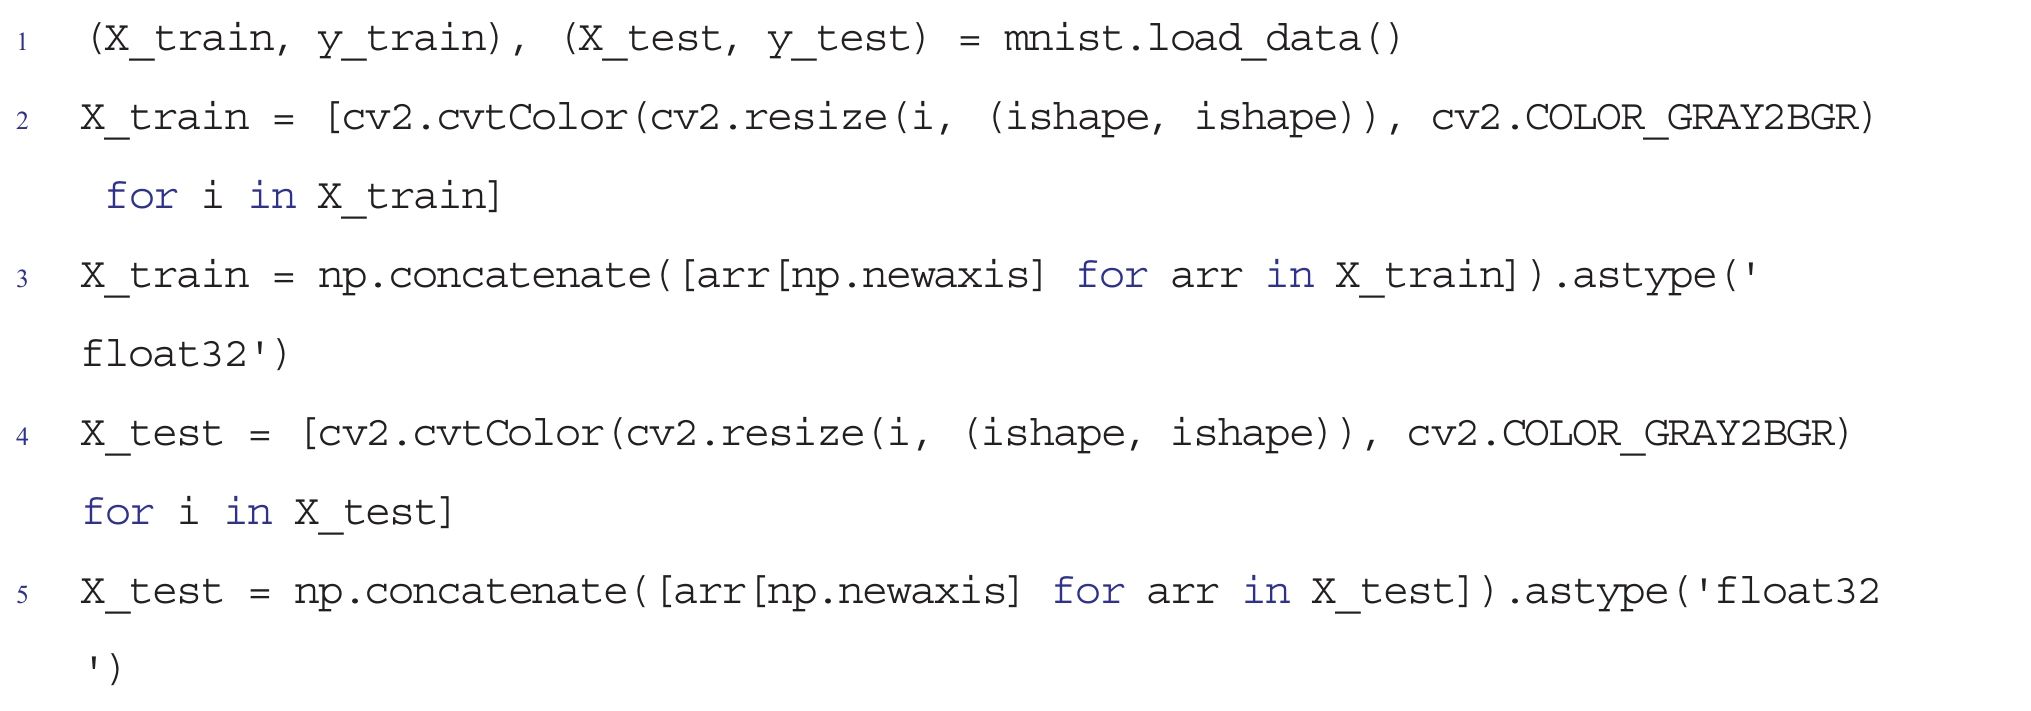 1 (X_train, y_train), (X_test, y_test) = mnist.load_data()
2 X_train = [cv2.cvtColor(cv2.resize(i, (ishape, ishape)), cv2.COLOR_GRAY2BGR)
for i in X_train]
3 X_train = np.concatenate([arr[np.newaxis] for arr in X_train]).astype('
float32')
4 X_test = [cv2.cvtColor(cv2.resize(i, (ishape, ishape)), cv2.COLOR_GRAY2BGR)
for i in X_test]
5 X_test = np.concatenate([arr[np.newaxis] for arr in X_test]).astype('float32
')